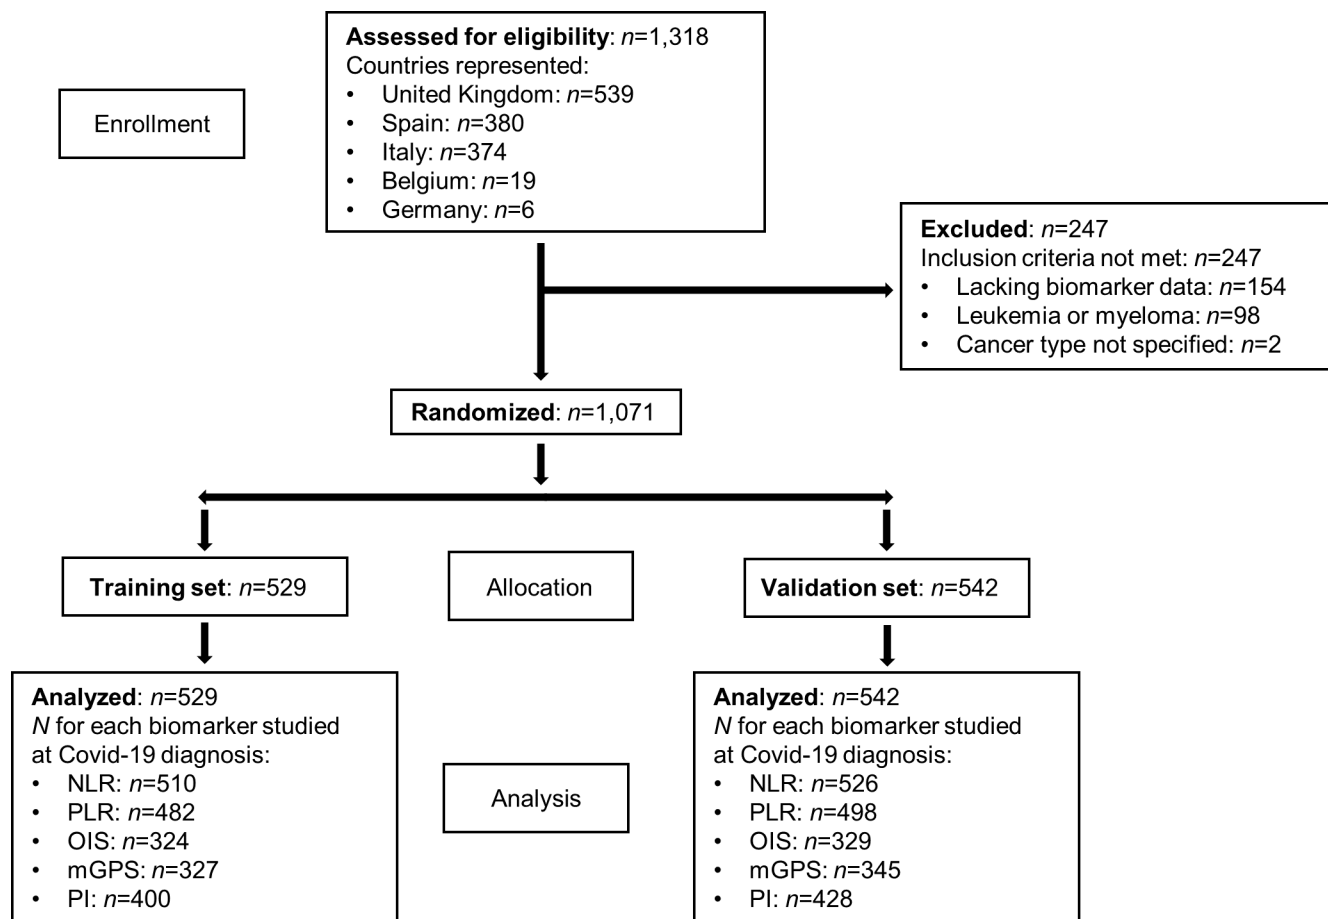 Assessed for eligibility: n=1,318
Countries represented:
• United Kingdom: n=539
• Spain: n=380
• Italy: n=374
• Belgium: n=19
• Germany: n=6
Enrollment
Excluded: n=247
Inclusion criteria not met: n=247
• Lacking biomarker data: n=154
• Leukemia or myeloma: n=98
• Cancer type not specified: n=2
Randomized: n=1,071
Training set: n=529
Allocation
Validation set: n=542
Analyzed: n=529
N for each biomarker studied
at Covid-19 diagnosis:
• NLR: n=510
• PLR: n=482
• OIS: n=324
• mGPS: n=327
• PI: n=400
Analysis
Analyzed: n=542
N for each biomarker studied
at Covid-19 diagnosis:
• NLR: n=526
• PLR: n=498
• OIS: n=329
• mGPS: n=345
• PI: n=428